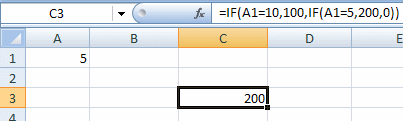 C3 fx =IF(A1=10,100,IF(A1=5,200,0))
A B C D E
1 5
2
3 200
4